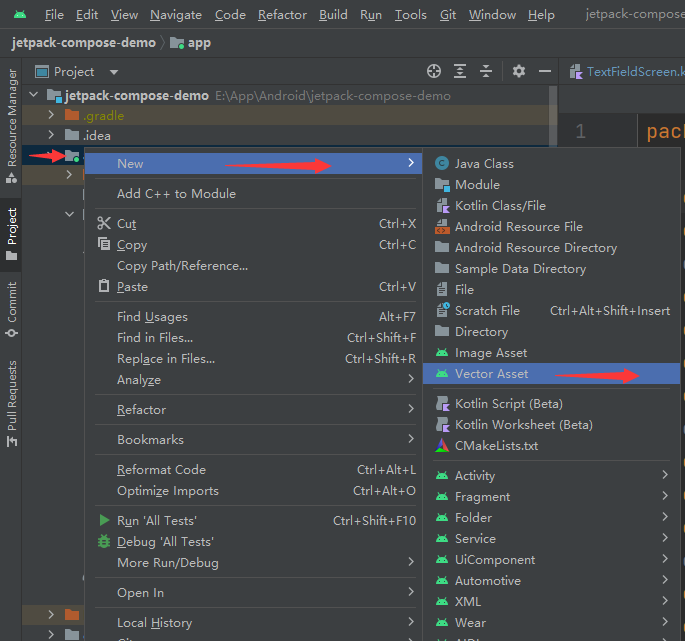 File Edit View Navigate Code Refactor Build Run Tools Git Window Help jetpack-compose
jetpack-compose-demo app
Project TextFieldScreen.k
jetpack-compose-demo E:\App\Android\jetpack-compose-demo
.gradle
.idea
1 pac
Resource Manager
Project
Commit
Pull Requests
New
Add C++ to Module
Cut Ctrl+X
Copy Ctrl+C
Copy Path/Reference...
Paste Ctrl+V
Find Usages Alt+F7
Find in Files... Ctrl+Shift+F
Replace in Files... Ctrl+Shift+R
Analyze
Refactor
Bookmarks
Reformat Code Ctrl+Alt+L
Optimize Imports Ctrl+Alt+O
Run 'All Tests' Ctrl+Shift+F10
Debug 'All Tests'
More Run/Debug
Open In
Local History
Java Class
Module
Kotlin Class/File
Android Resource File
Android Resource Directory
Sample Data Directory
File
Scratch File Ctrl+Alt+Shift+Insert
Directory
Image Asset
Vector Asset
Kotlin Script (Beta)
Kotlin Worksheet (Beta)
CMakeLists.txt
Activity
Fragment
Folder
Service
UiComponent
Automotive
XML
Wear